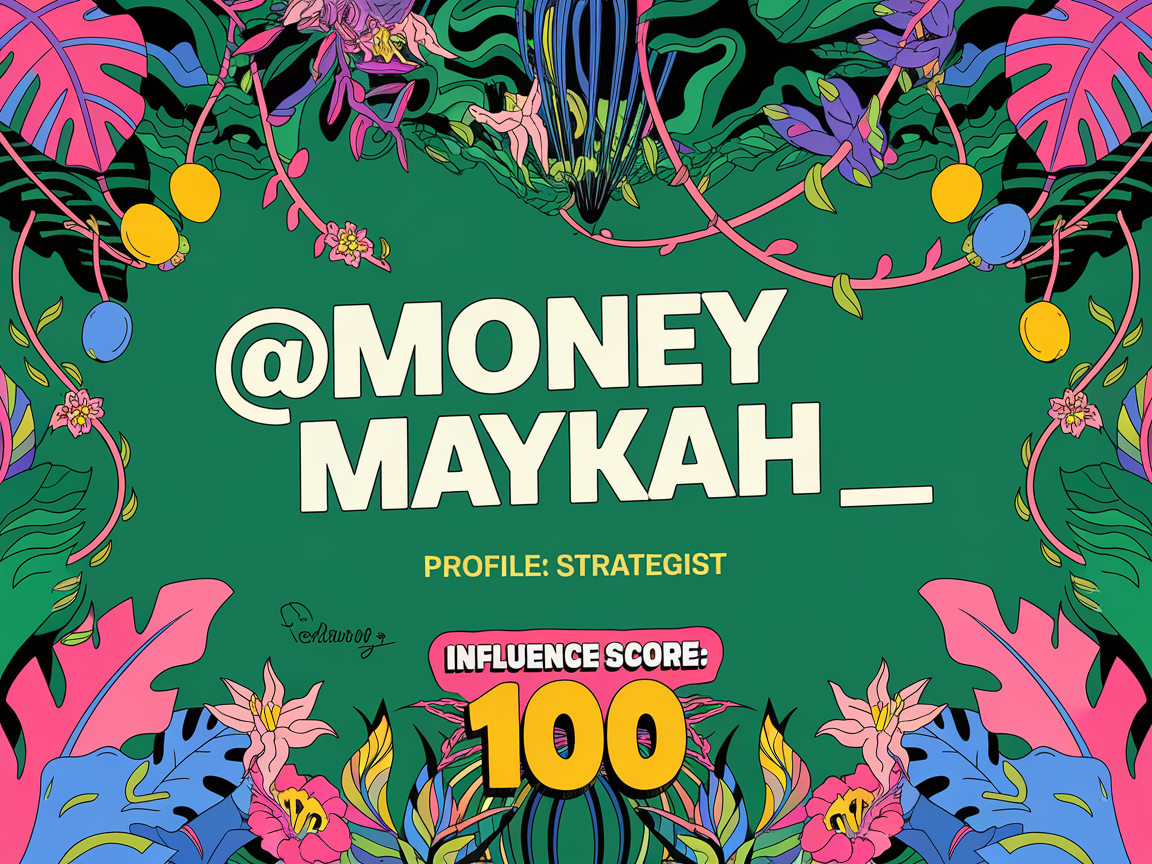 @MONEY
MAYKAH_
PROFILE: STRATEGIST
INFLUENCE SCORE:
100